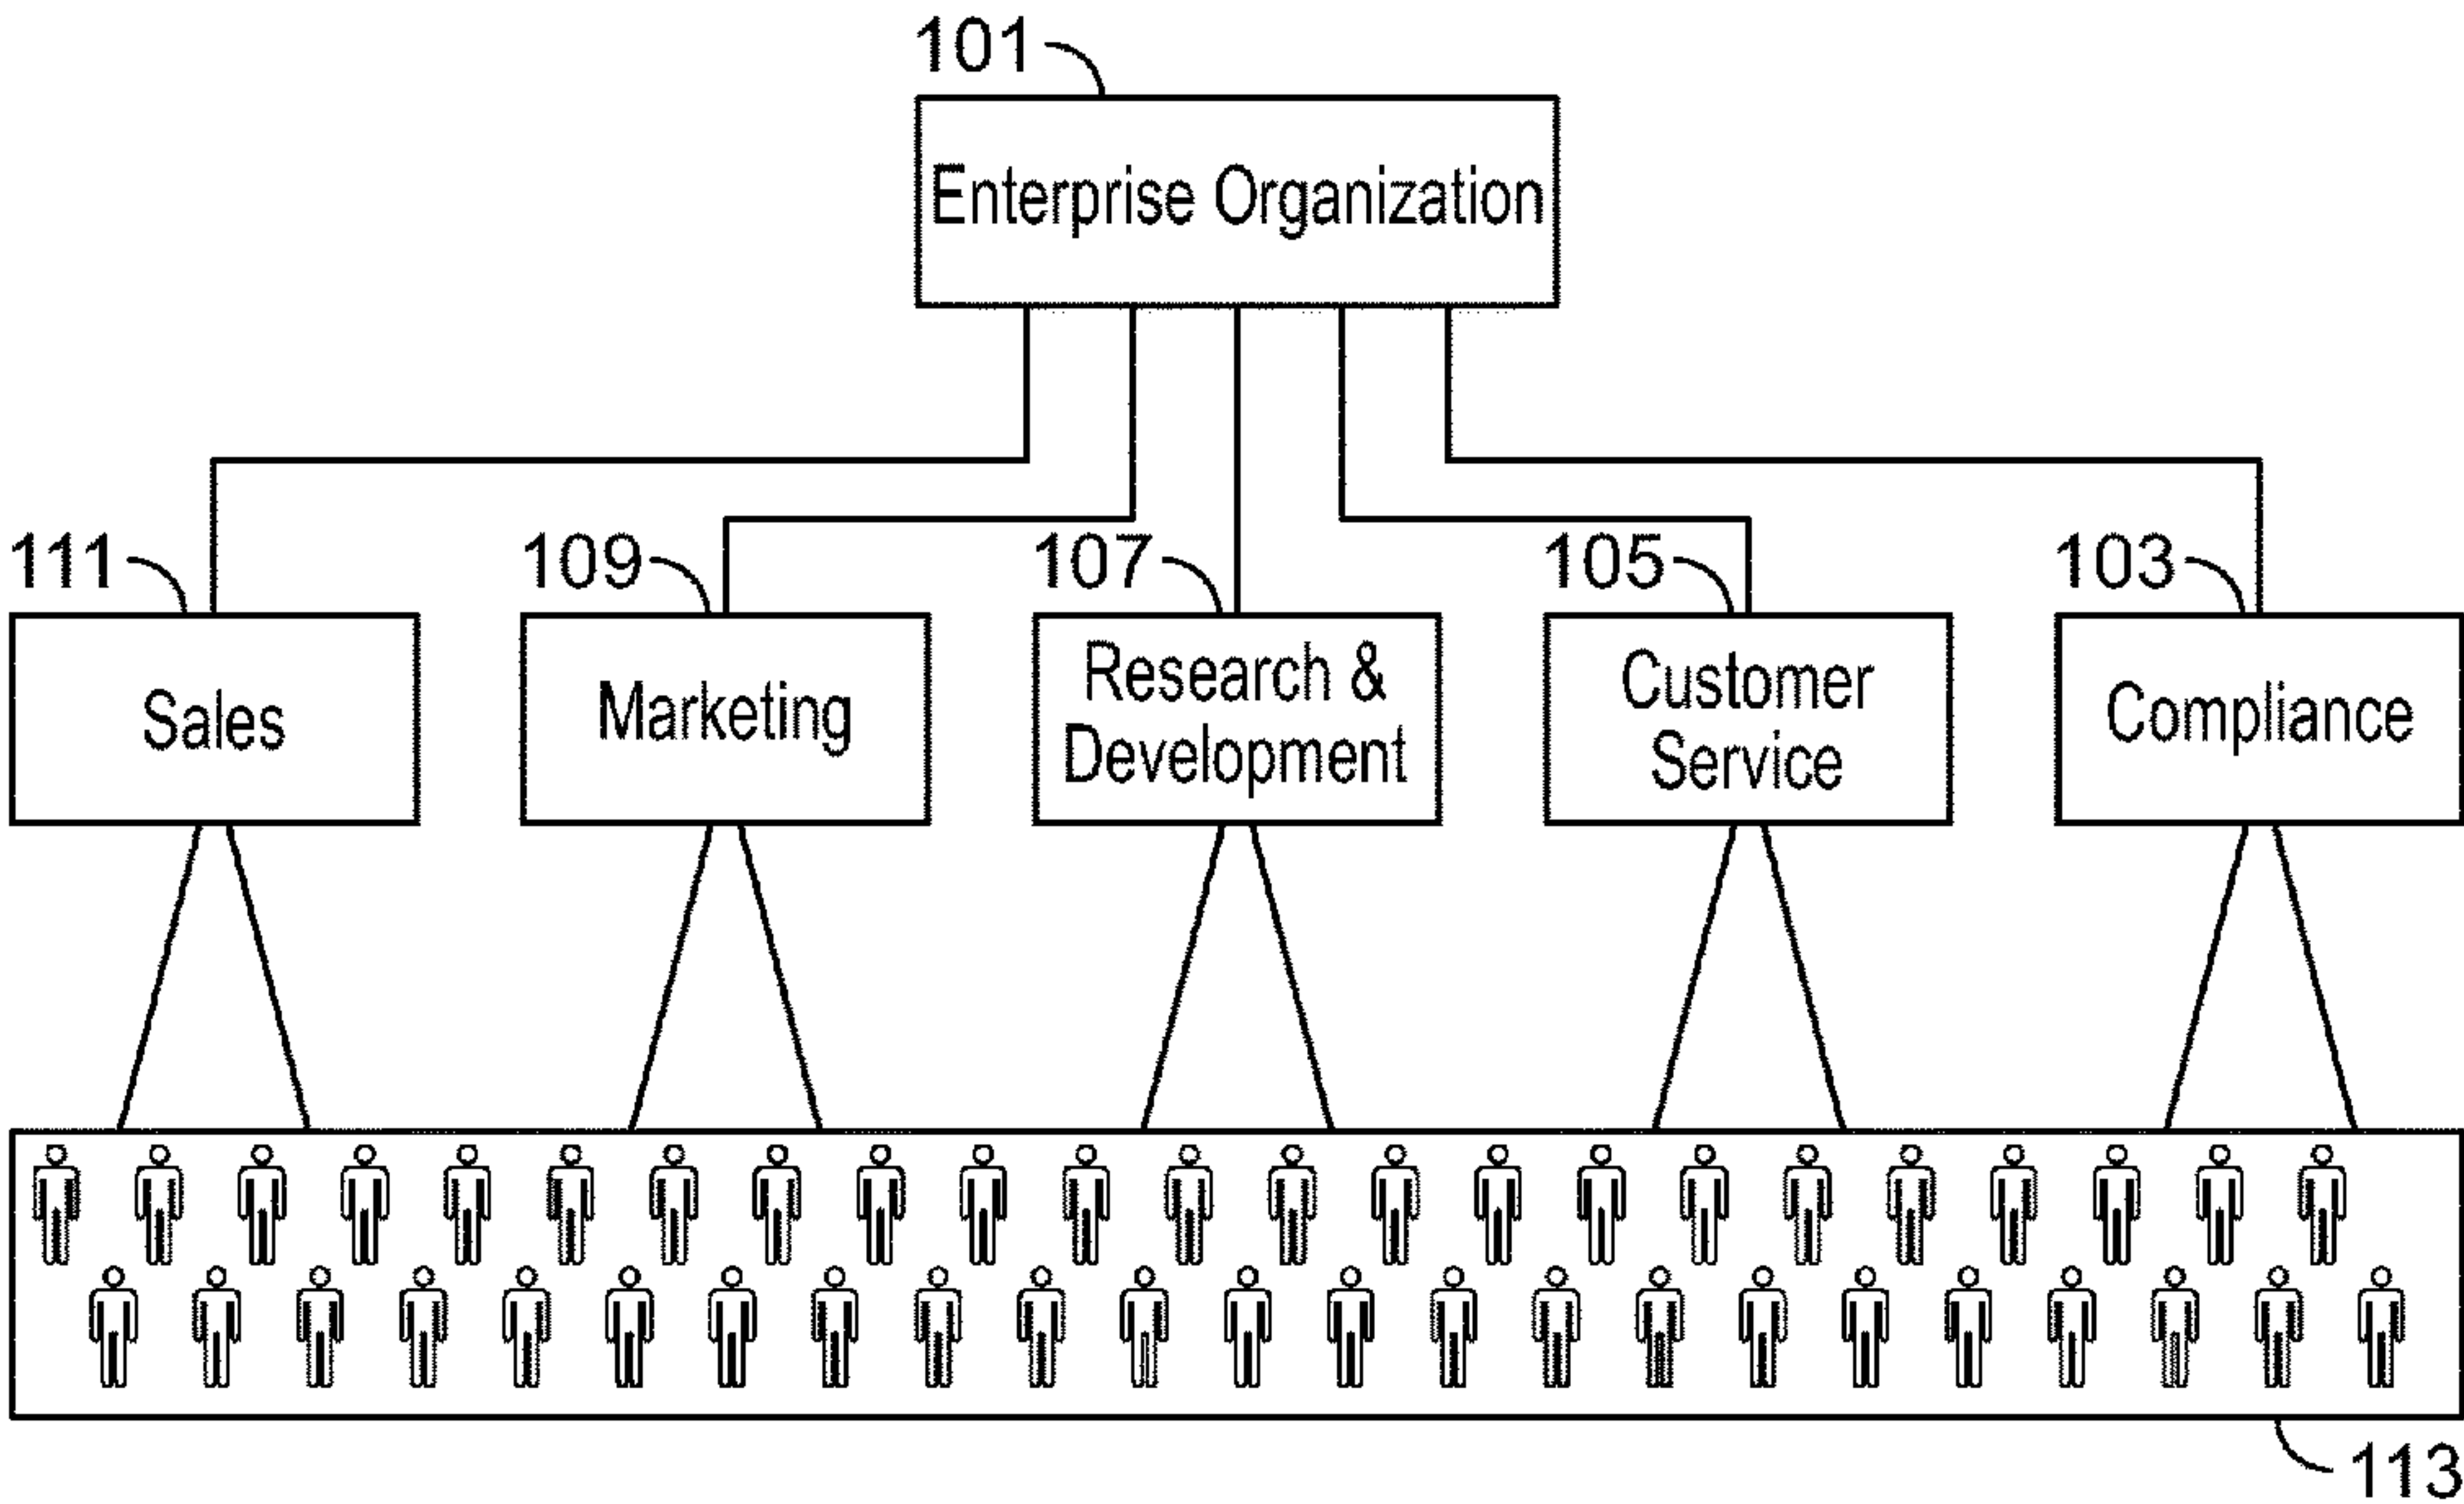 101
Enterprise Organization
111
109
107
105
103
Sales
Marketing
Research &
Development
Customer
Service
Compliance
113